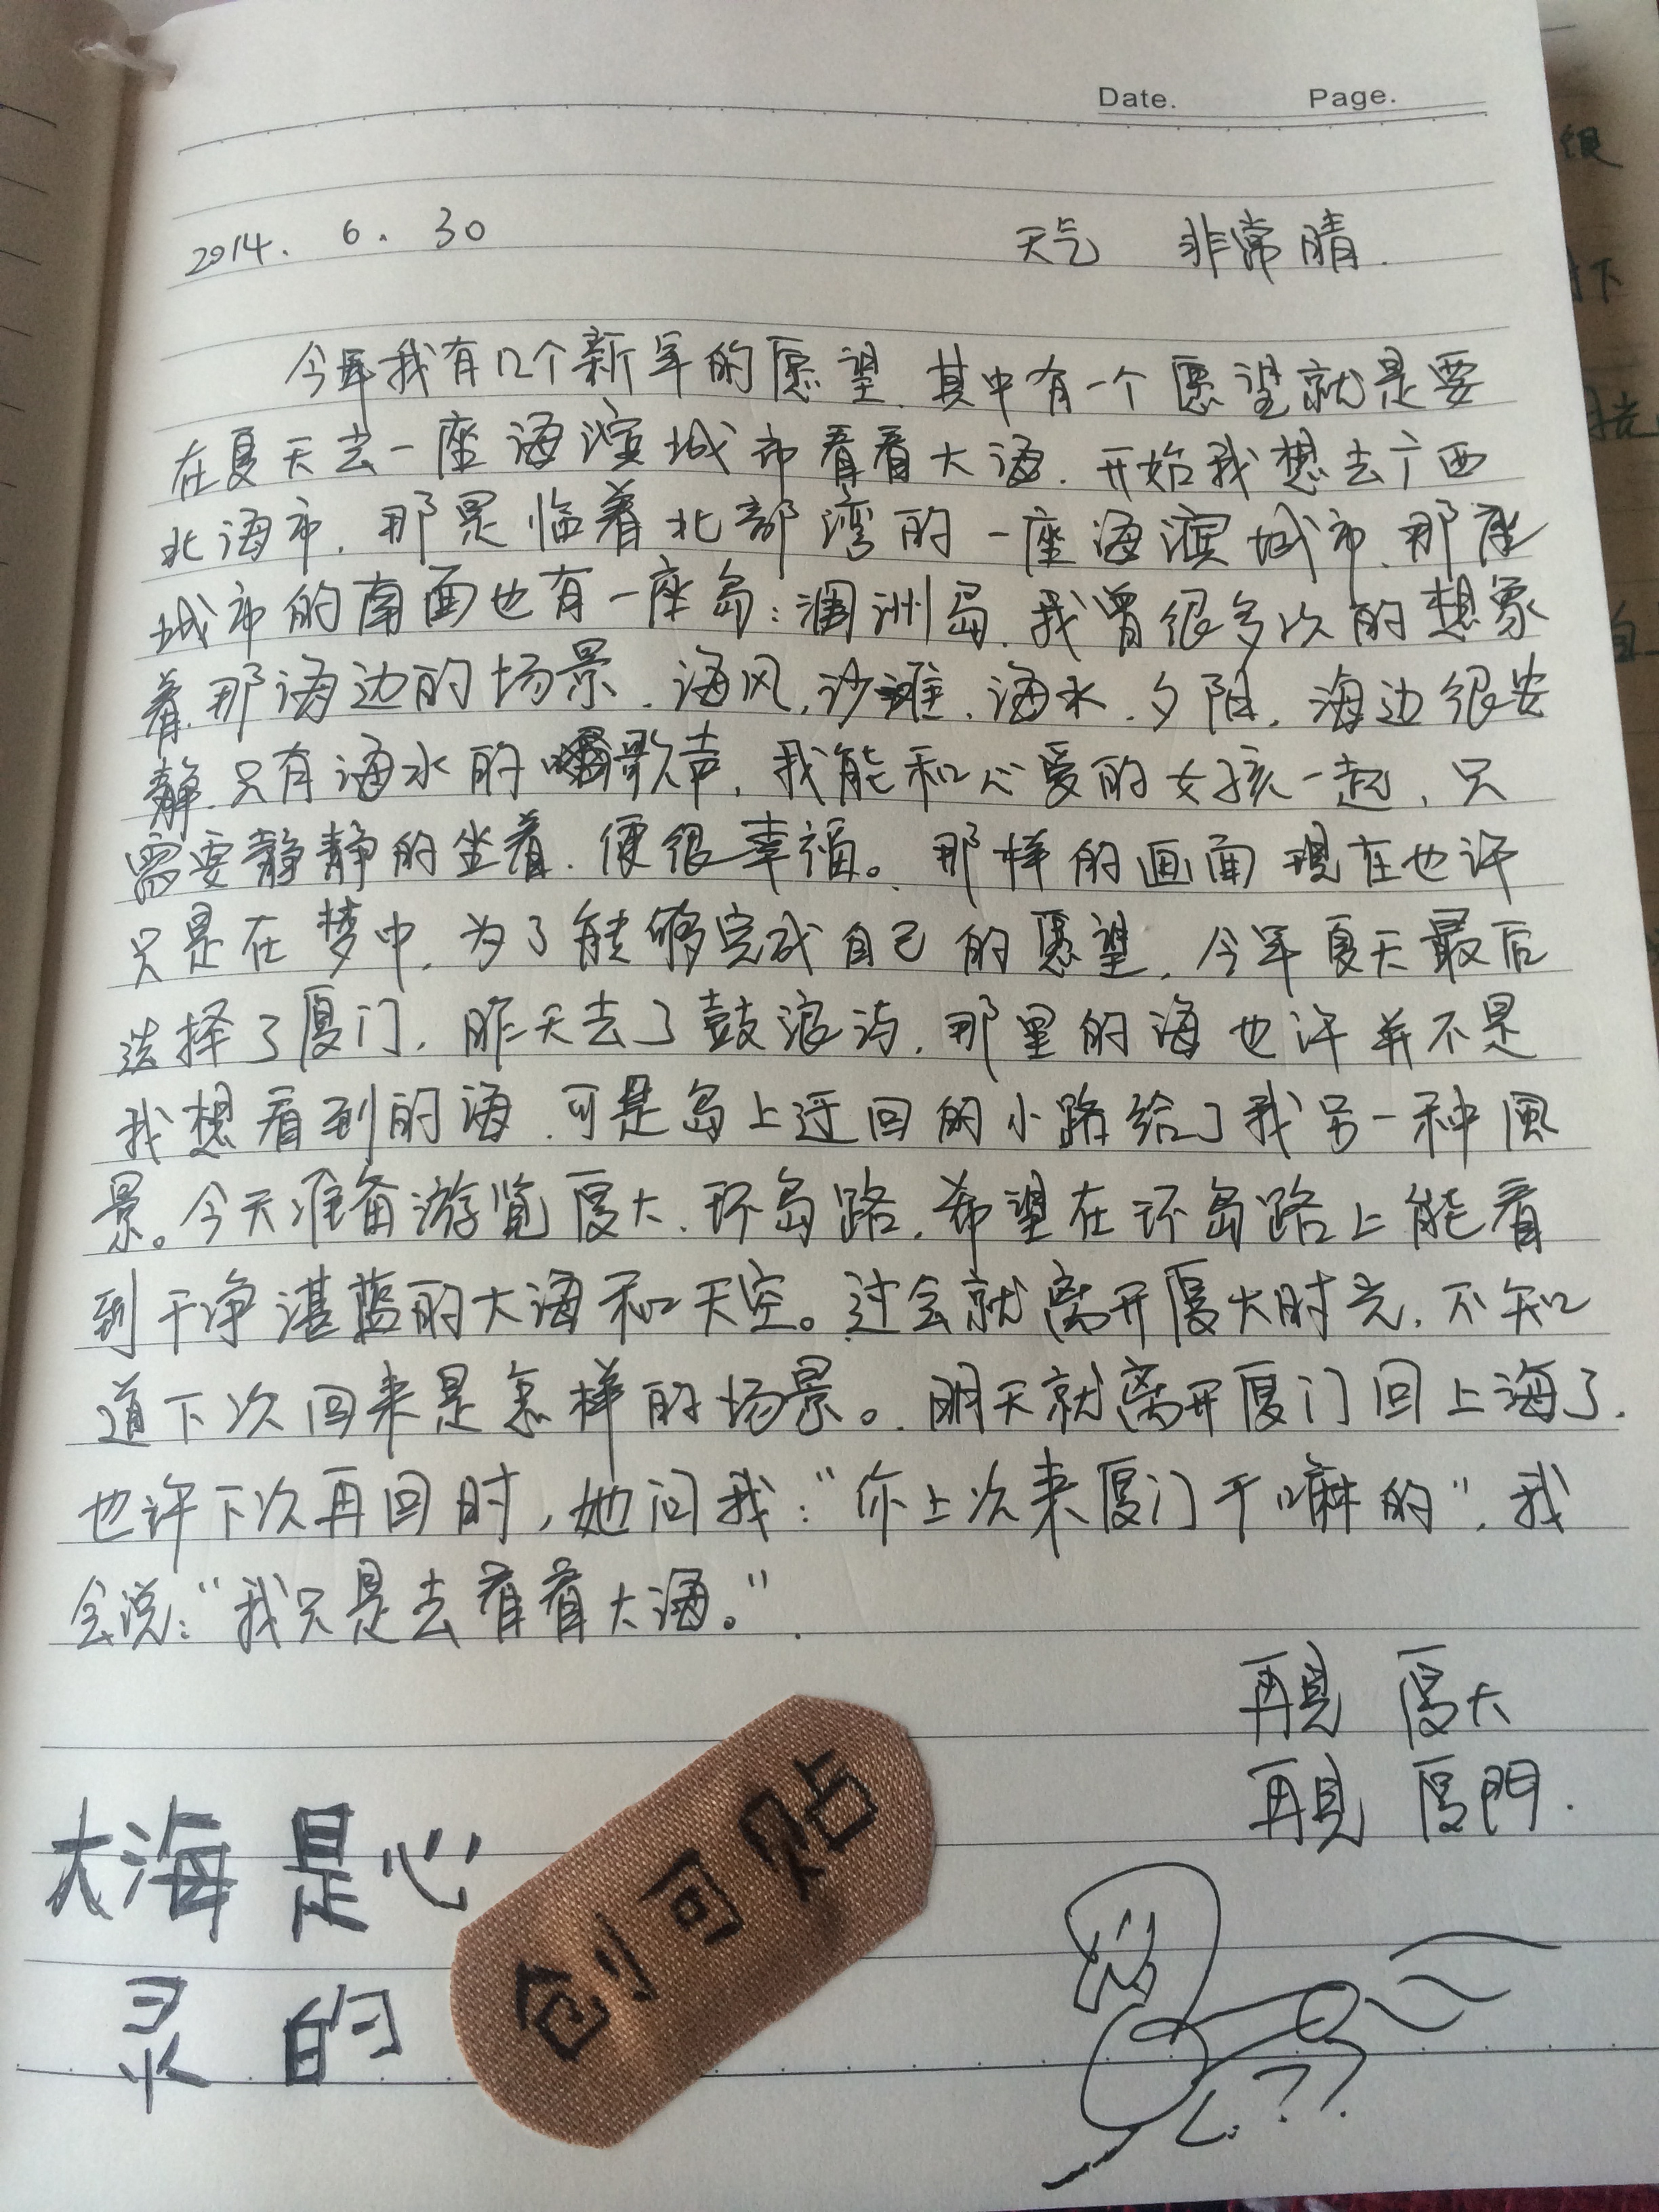 Date. Page.
2014. 6. 30 天气 非常晴.
今年我有几个新年的愿望.其中有一个愿望就是要
在夏天去一座海滨城市看看大海.开始我想去广西
北海市.那是临着北部湾的一座海滨城市.那座
城市的南面也有一座岛:涠洲岛.我曾很多次的想象
着.那海边的场景.海风,沙滩.海水.夕阳.海边很安
静.只有海水的歌声.我能和心爱的女孩一起,只
需要静静的坐着.便很幸福。那样的画面现在也许
只是在梦中.为了能够完成自己的愿望.今年夏天最后
选择了厦门.昨天去了鼓浪屿.那里的海也许并不是
我想看到的海.可是岛上迂回的小路给了我另一种風
景。今天准备游览厦大.环岛路.希望在环岛路上能看
到干净湛蓝的大海和天空。过会就离开厦大时光.不知
道下次回来是怎样的场景。明天就离开厦门回上海了.
也许下次再回时,她问我:“你上次来厦门干嘛的”.我
会说:“我只是去看看大海。”
再見 厦大
再見 厦門.
大海是心
灵的 创可贴
??